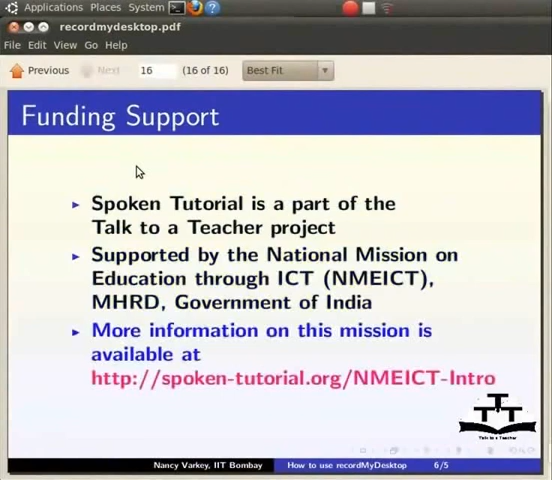 Applications Places System
recordmydesktop.pdf
File Edit View Go Help
Previous Next 16 (16 of 16) Best Fit
Funding Support
Spoken Tutorial is a part of the
Talk to a Teacher project
Supported by the National Mission on
Education through ICT (NMEICT),
MHRD, Government of India
More information on this mission is
available at
http://spoken-tutorial.org/NMEICT-Intro
Talk to a Teacher
Nancy Varkey, IIT Bombay How to use recordMyDesktop 6/5